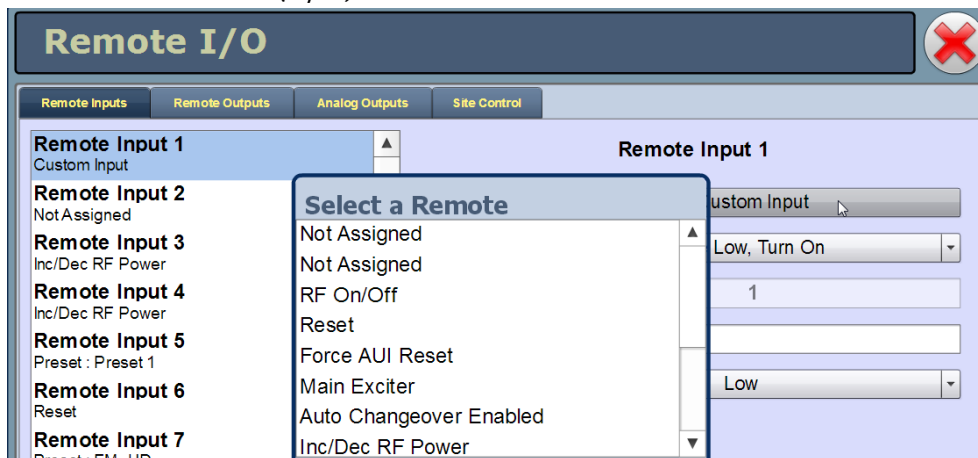 Remote I/O
Remote Inputs
Remote Outputs
Analog Outputs
Site Control
Remote Input 1
Custom Input
Remote Input 2
Not Assigned
Remote Input 3
Inc/Dec RF Power
Remote Input 4
Inc/Dec RF Power
Remote Input 5
Preset : Preset 1
Remote Input 6
Reset
Remote Input 7
Select a Remote
Not Assigned
Not Assigned
RF On/Off
Reset
Force AUI Reset
Main Exciter
Auto Changeover Enabled
Inc/Dec RF Power
Remote Input 1
ustom Input
Low, Turn On
1
Low